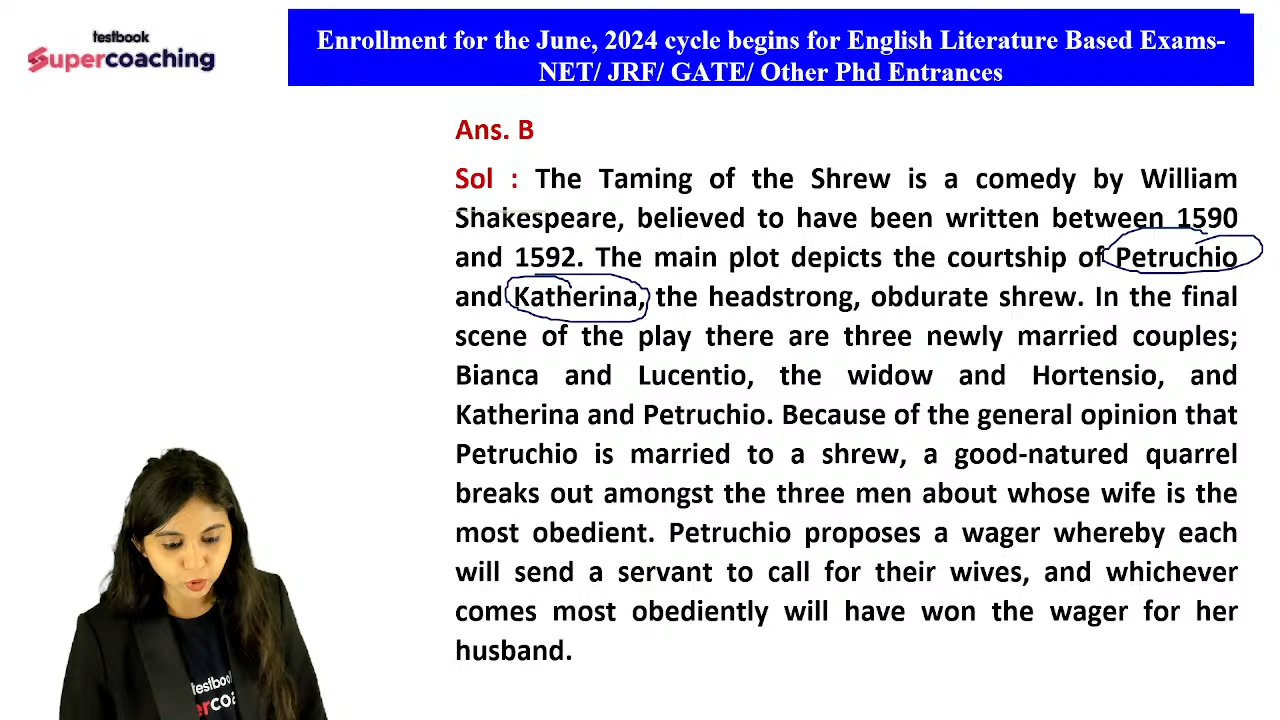 testbook
Supercoaching
Enrollment for the June, 2024 cycle begins for English Literature Based Exams-
NET/ JRF/ GATE/ Other Phd Entrances
Ans. B
Sol : The Taming of the Shrew is a comedy by William
Shakespeare, believed to have been written between 1590
and 1592. The main plot depicts the courtship of Petruchio
and Katherina, the headstrong, obdurate shrew. In the final
scene of the play there are three newly married couples;
Bianca and Lucentio, the widow and Hortensio, and
Katherina and Petruchio. Because of the general opinion that
Petruchio is married to a shrew, a good-natured quarrel
breaks out amongst the three men about whose wife is the
most obedient. Petruchio proposes a wager whereby each
will send a servant to call for their wives, and whichever
comes most obediently will have won the wager for her
husband.
testbook